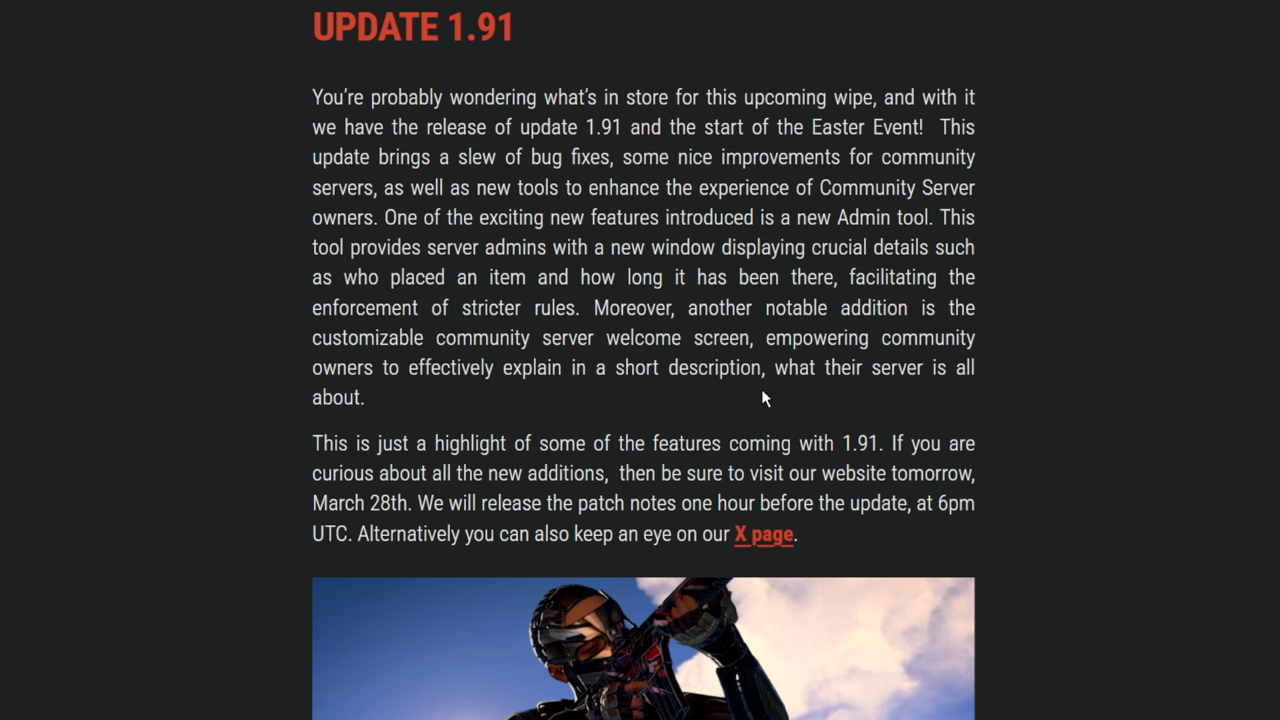 UPDATE 1.91
You're probably wondering what's in store for this upcoming wipe, and with it
we have the release of update 1.91 and the start of the Easter Event!  This
update brings a slew of bug fixes, some nice improvements for community
servers, as well as new tools to enhance the experience of Community Server
owners. One of the exciting new features introduced is a new Admin tool. This
tool provides server admins with a new window displaying crucial details such
as who placed an item and how long it has been there, facilitating the
enforcement of stricter rules. Moreover, another notable addition is the
customizable community server welcome screen, empowering community
owners to effectively explain in a short description, what their server is all
about.
This is just a highlight of some of the features coming with 1.91. If you are
curious about all the new additions,  then be sure to visit our website tomorrow,
March 28th. We will release the patch notes one hour before the update, at 6pm
UTC. Alternatively you can also keep an eye on our X page.